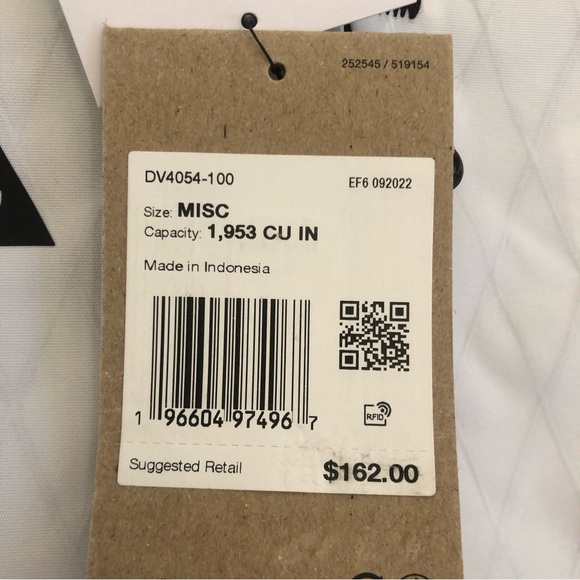 252545 / 519154
DV4054-100 EF6 092022
Size: MISC
Capacity: 1,953 CU IN
Made in Indonesia
RFID
1 96604 97496 7
Suggested Retail $162.00